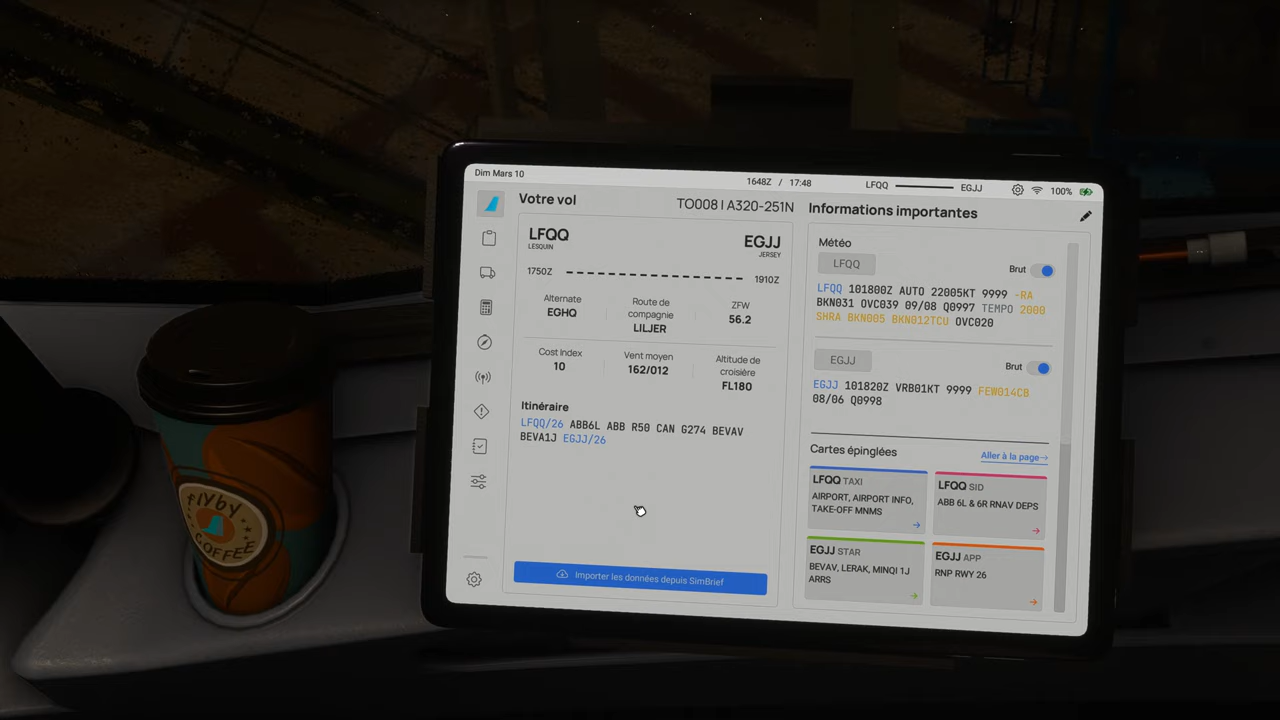 Dim Mars 10
1648Z / 17:48
LFQQ
EGJJ
100%
Votre vol
TO008 | A320-251N
LFQQ
LESQUIN
EGJJ
JERSEY
1750Z
1910Z
Alternate
EGHQ
Route de
compagnie
LILJER
ZFW
56.2
Cost Index
10
Vent moyen
162/012
Altitude de
croisière
FL180
Itinéraire
LFQQ/26 ABB6L ABB R50 CAN G274 BEVAV
BEVA1J EGJJ/26
Importer les données depuis SimBrief
Informations importantes
Météo
LFQQ
Brut
LFQQ 101800Z AUTO 22005KT 9999 -RA
BKN031 OVC039 09/08 Q0997 TEMPO 2000
SHRA BKN005 BKN012TCU OVC020
EGJJ
Brut
EGJJ 101820Z VRB01KT 9999 FEW014CB
08/06 Q0998
Cartes épinglées
Aller à la page
LFQQ TAXI
AIRPORT, AIRPORT INFO,
TAKE-OFF MNMS
LFQQ SID
ABB 6L & 6R RNAV DEPS
EGJJ STAR
BEVAV, LERAK, MINQI 1J
ARRS
EGJJ APP
RNP RWY 26
FlYby
COFFEE